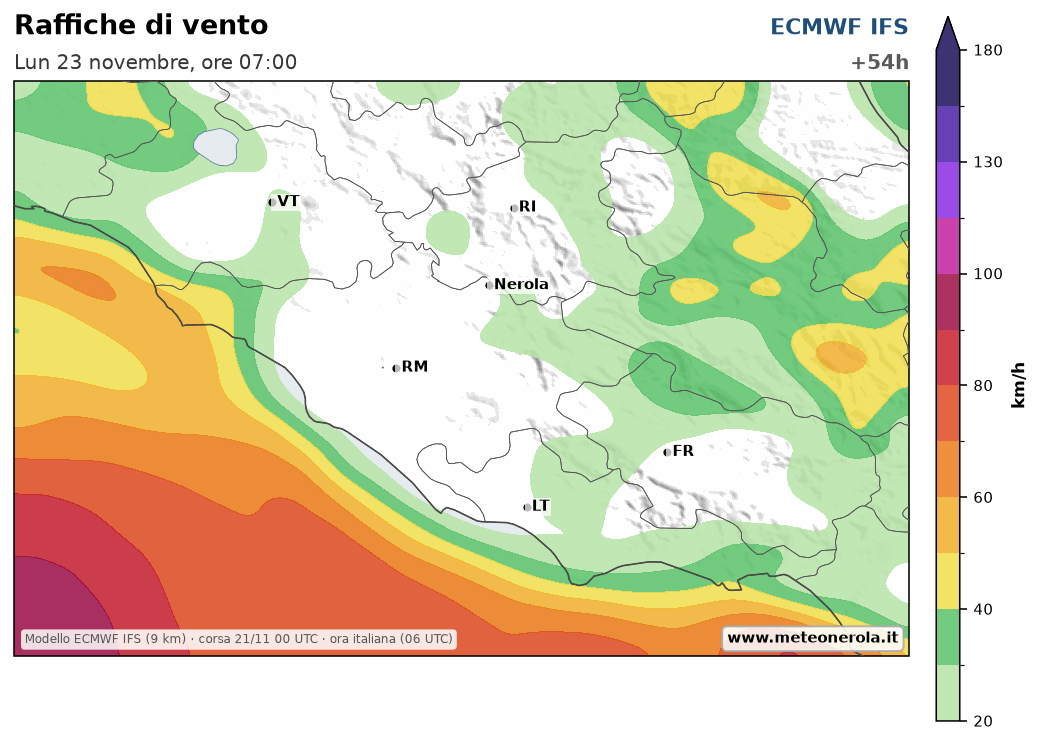 Raffiche di vento
ECMWF IFS
Lun 23 novembre, ore 07:00
+54h
VT
RI
Nerola
RM
FR
LT
Modello ECMWF IFS (9 km) · corsa 21/11 00 UTC · ora italiana (06 UTC)
www.meteonerola.it
180
130
100
80
60
40
20
km/h